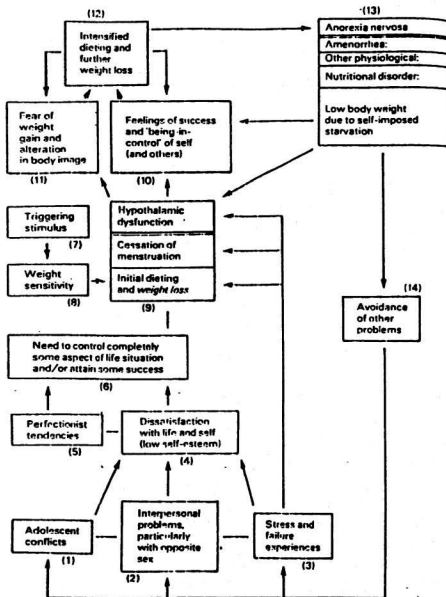 (12)
Intensified
dieting and
further
weight loss
(13)
Anorexia nervosa
Amenorrhea:
Other physiological:
Nutritional disorder:
Low body weight
due to self-imposed
starvation
Fear of
weight
gain and
alteration
in body image
(11)
Feelings of success
and 'being-in-
control' of self
(and others)
(10)
Triggering
stimulus
(7)
Weight
sensitivity
(8)
Hypothalamic
dysfunction
Cessation of
menstruation
Initial dieting
and weight loss
(9)
(14)
Avoidance
of other
problems
Need to control completely
some aspect of life situation
and/or attain some success
(6)
Perfectionist
tendencies
(5)
Dissatisfaction
with life and self
(low self-esteem)
(4)
Adolescent
conflicts
(1)
Interpersonal
problems,
particularly
with opposite
sex
(2)
Stress and
failure
experiences
(3)